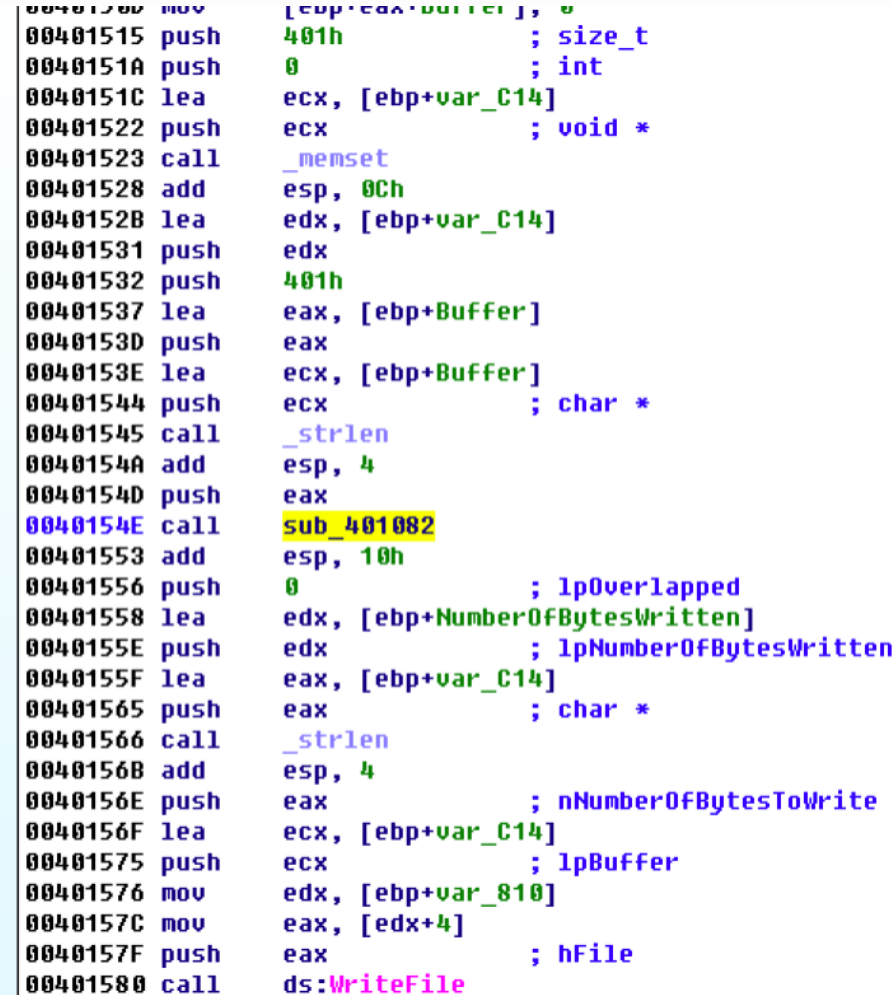 00401515 push 401h ; size_t
0040151A push 0 ; int
0040151C lea ecx, [ebp+var_C14]
00401522 push ecx ; void *
00401523 call _memset
00401528 add esp, 0Ch
0040152B lea edx, [ebp+var_C14]
00401531 push edx
00401532 push 401h
00401537 lea eax, [ebp+Buffer]
0040153D push eax
0040153E lea ecx, [ebp+Buffer]
00401544 push ecx ; char *
00401545 call _strlen
0040154A add esp, 4
0040154D push eax
0040154E call sub_401082
00401553 add esp, 10h
00401556 push 0 ; lpOverlapped
00401558 lea edx, [ebp+NumberOfBytesWritten]
0040155E push edx ; lpNumberOfBytesWritten
0040155F lea eax, [ebp+var_C14]
00401565 push eax ; char *
00401566 call _strlen
0040156B add esp, 4
0040156E push eax ; nNumberOfBytesToWrite
0040156F lea ecx, [ebp+var_C14]
00401575 push ecx ; lpBuffer
00401576 mov edx, [ebp+var_810]
0040157C mov eax, [edx+4]
0040157F push eax ; hFile
00401580 call ds:WriteFile